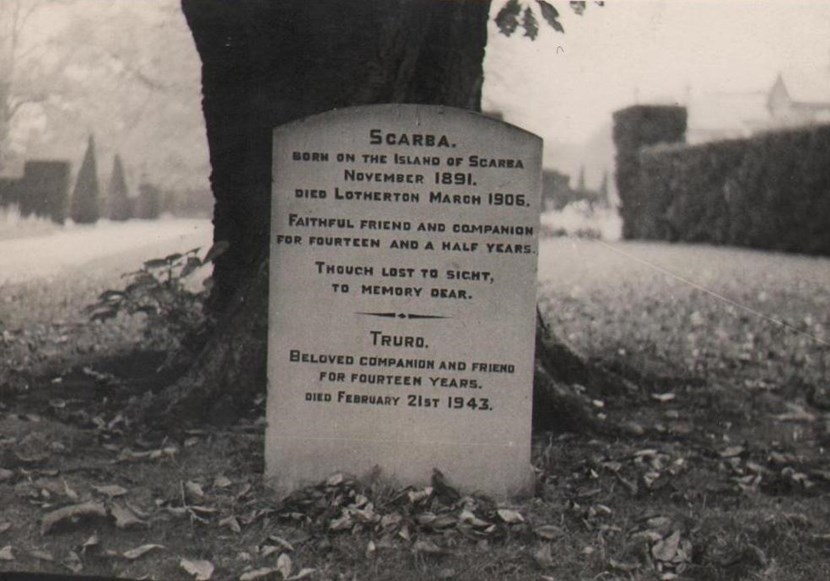 SCARBA.
BORN ON THE ISLAND OF SCARBA
NOVEMBER 1891.
DIED LOTHERTON MARCH 1906.
FAITHFUL FRIEND AND COMPANION
FOR FOURTEEN AND A HALF YEARS.
THOUGH LOST TO SIGHT,
TO MEMORY DEAR.
TRURO.
BELOVED COMPANION AND FRIEND
FOR FOURTEEN YEARS.
DIED FEBRUARY 21ST 1943.